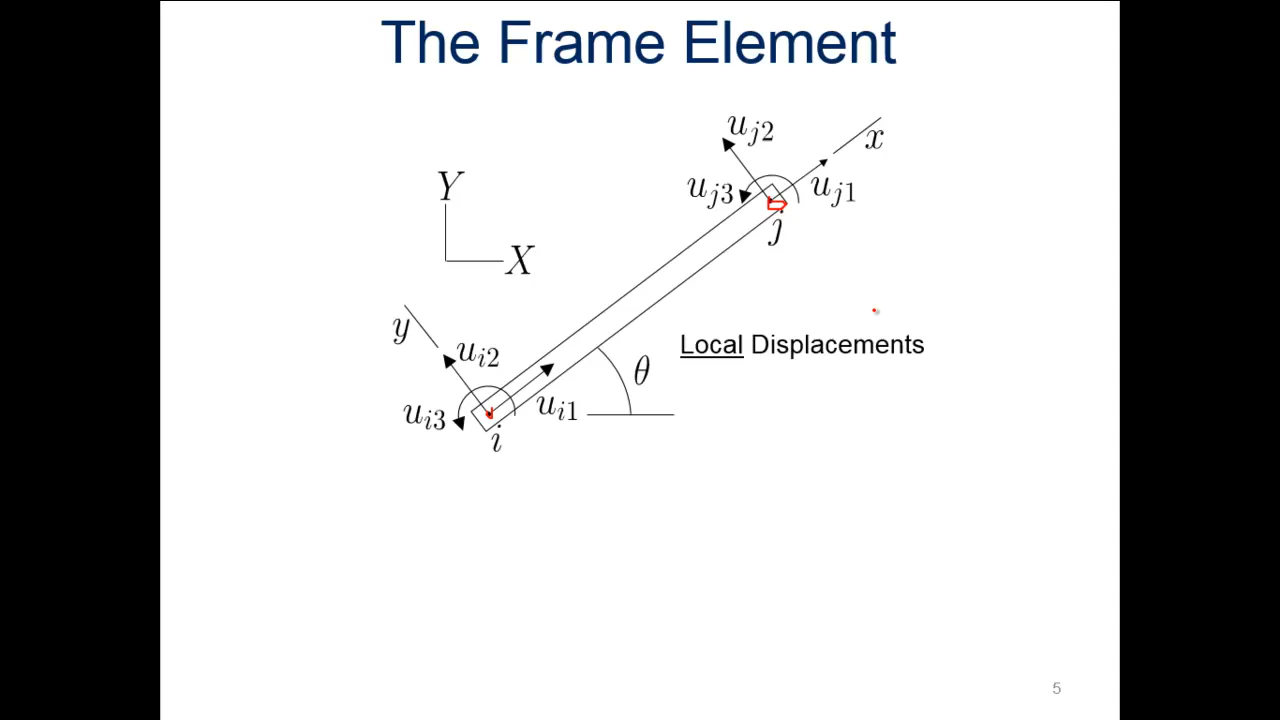 The Frame Element
u_{j2}
x
u_{j3}
u_{j1}
j
Y
X
y
u_{i2}
Local Displacements
θ
u_{i3}
u_{i1}
i
5